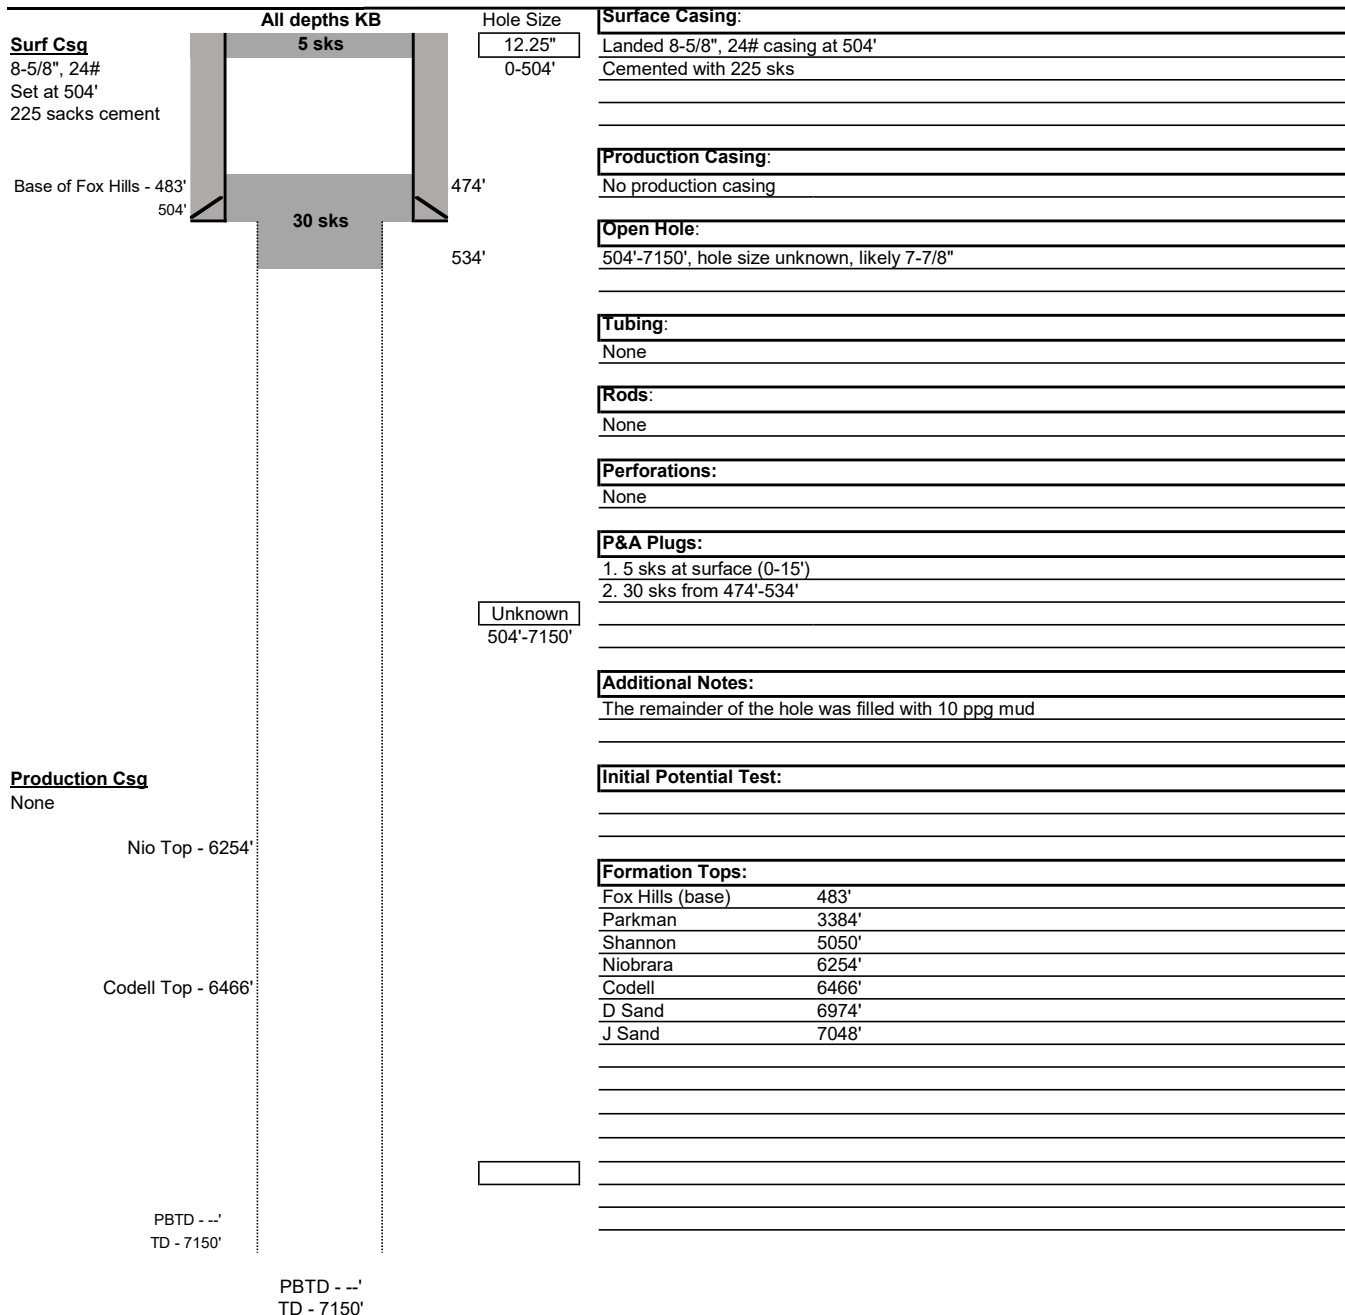 All depths KB
Hole Size
Surf Csg
8-5/8", 24#
Set at 504'
225 sacks cement
5 sks
12.25"
0-504'
Base of Fox Hills - 483'
504'
474'
30 sks
534'
Unknown
504'-7150'
Production Csg
None
Nio Top - 6254'
Codell Top - 6466'
PBTD - --'
TD - 7150'
PBTD - --'
TD - 7150'
Surface Casing:
Landed 8-5/8", 24# casing at 504'
Cemented with 225 sks
Production Casing:
No production casing
Open Hole:
504'-7150', hole size unknown, likely 7-7/8"
Tubing:
None
Rods:
None
Perforations:
None
P&A Plugs:
1. 5 sks at surface (0-15')
2. 30 sks from 474'-534'
Additional Notes:
The remainder of the hole was filled with 10 ppg mud
Initial Potential Test:
Formation Tops:
Fox Hills (base) 483'
Parkman 3384'
Shannon 5050'
Niobrara 6254'
Codell 6466'
D Sand 6974'
J Sand 7048'